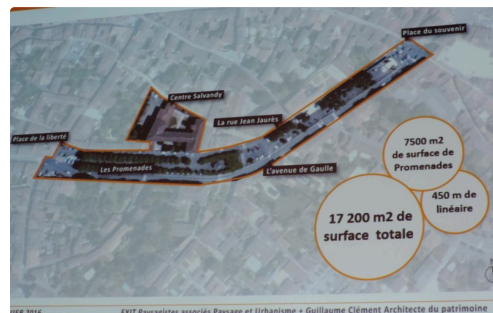 Place du souvenir
Centre Salvandy
La rue Jean Jaurès
Place de la liberté
Les Promenades
L'avenue de Gaulle
7500 m2
de surface de
Promenades
450 m de
linéaire
17 200 m2 de
surface totale
2016
EXIT Paysagistes associés Paysage et Urbanisme • Guillaume Clément Architecte du patrimoine